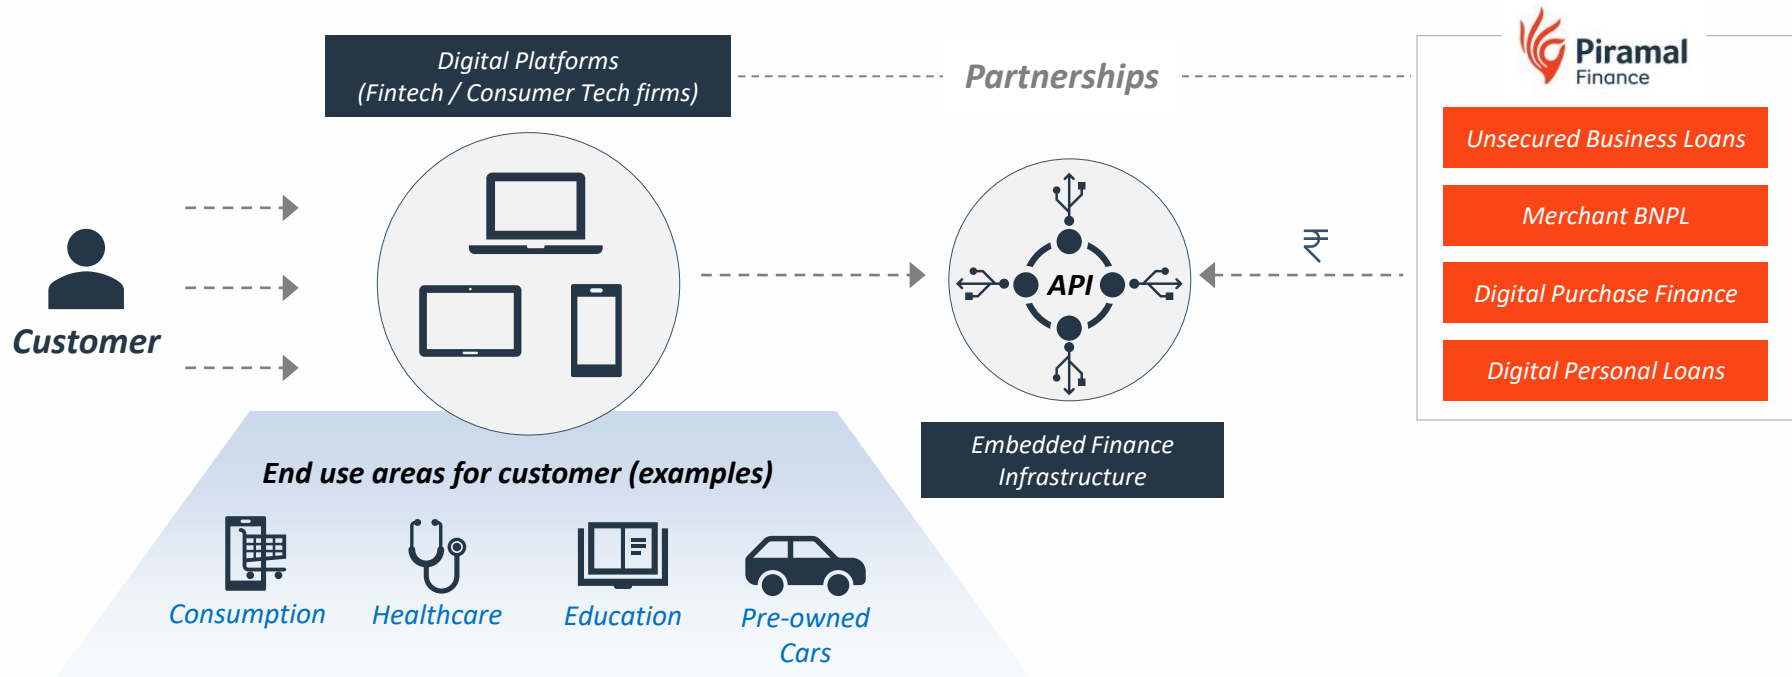 Digital Platforms
(Fintech / Consumer Tech firms)
Partnerships
Piramal
Finance
Unsecured Business Loans
Merchant BNPL
Digital Purchase Finance
Digital Personal Loans
₹
API
Customer
Embedded Finance
Infrastructure
End use areas for customer (examples)
Consumption
Healthcare
Education
Pre-owned
Cars